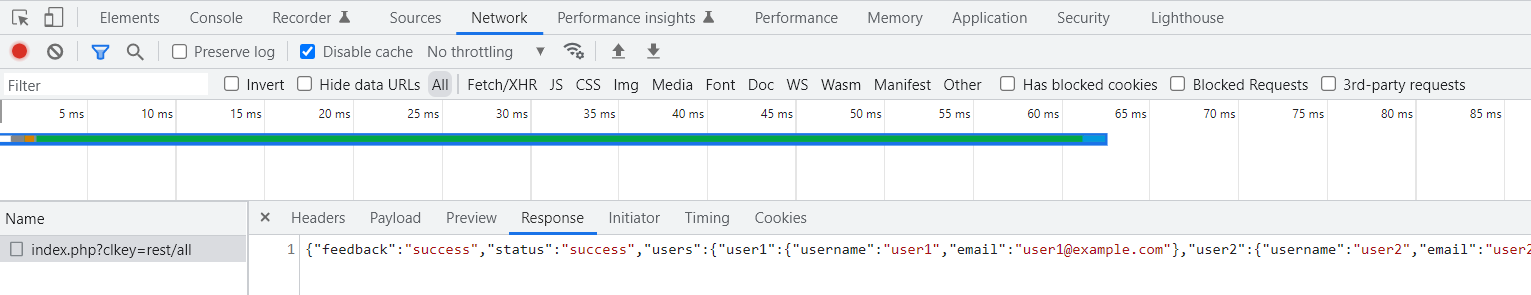 Elements Console Recorder Sources Network Performance insights Performance Memory Application Security Lighthouse
Preserve log Disable cache No throttling
Filter Invert Hide data URLs All Fetch/XHR JS CSS Img Media Font Doc WS Wasm Manifest Other Has blocked cookies Blocked Requests 3rd-party requests
5 ms 10 ms 15 ms 20 ms 25 ms 30 ms 35 ms 40 ms 45 ms 50 ms 55 ms 60 ms 65 ms 70 ms 75 ms 80 ms 85 ms
Name × Headers Payload Preview Response Initiator Timing Cookies
index.php?clkey=rest/all 1 {"feedback":"success","status":"success","users":{"user1":{"username":"user1","email":"user1@example.com"},"user2":{"username":"user2","email":"user2